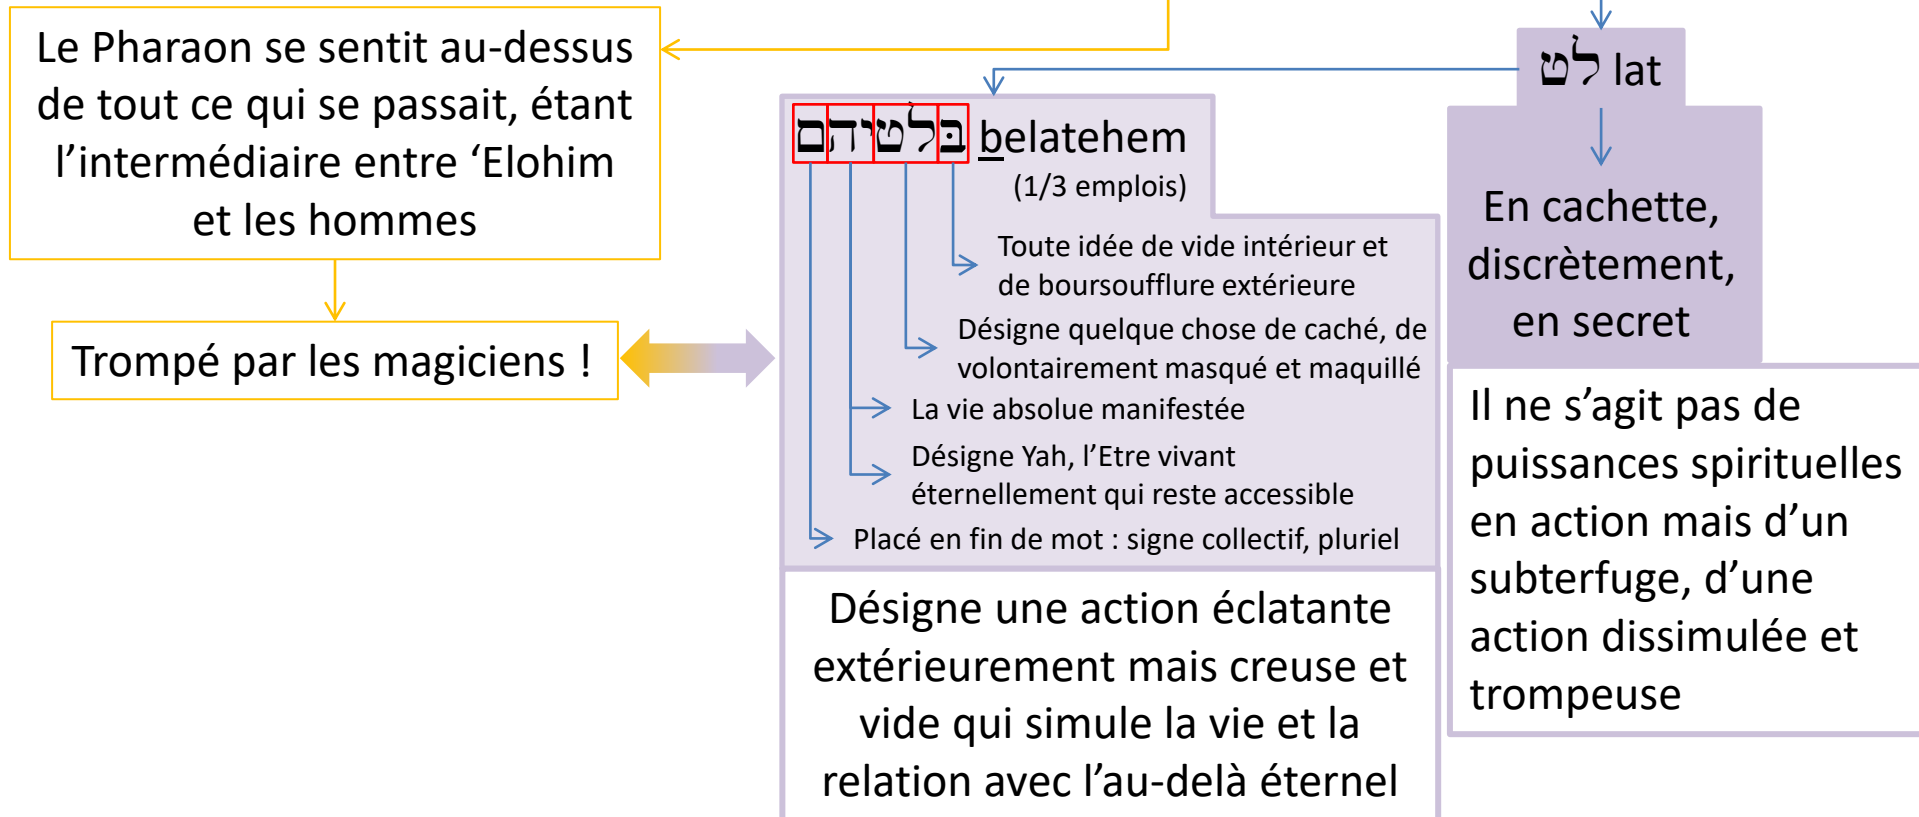 Le Pharaon se sentit au-dessus
de tout ce qui se passait, étant
l’intermédiaire entre ‘Elohim
et les hommes
Trompé par les magiciens !
בּלטיהם belatehem
(1/3 emplois)
Toute idée de vide intérieur et
de boursoufflure extérieure
Désigne quelque chose de caché, de
volontairement masqué et maquillé
La vie absolue manifestée
Désigne Yah, l’Etre vivant
éternellement qui reste accessible
Placé en fin de mot : signe collectif, pluriel
Désigne une action éclatante
extérieurement mais creuse et
vide qui simule la vie et la
relation avec l’au-delà éternel
לט lat
En cachette,
discrètement,
en secret
Il ne s’agit pas de
puissances spirituelles
en action mais d’un
subterfuge, d’une
action dissimulée et
trompeuse